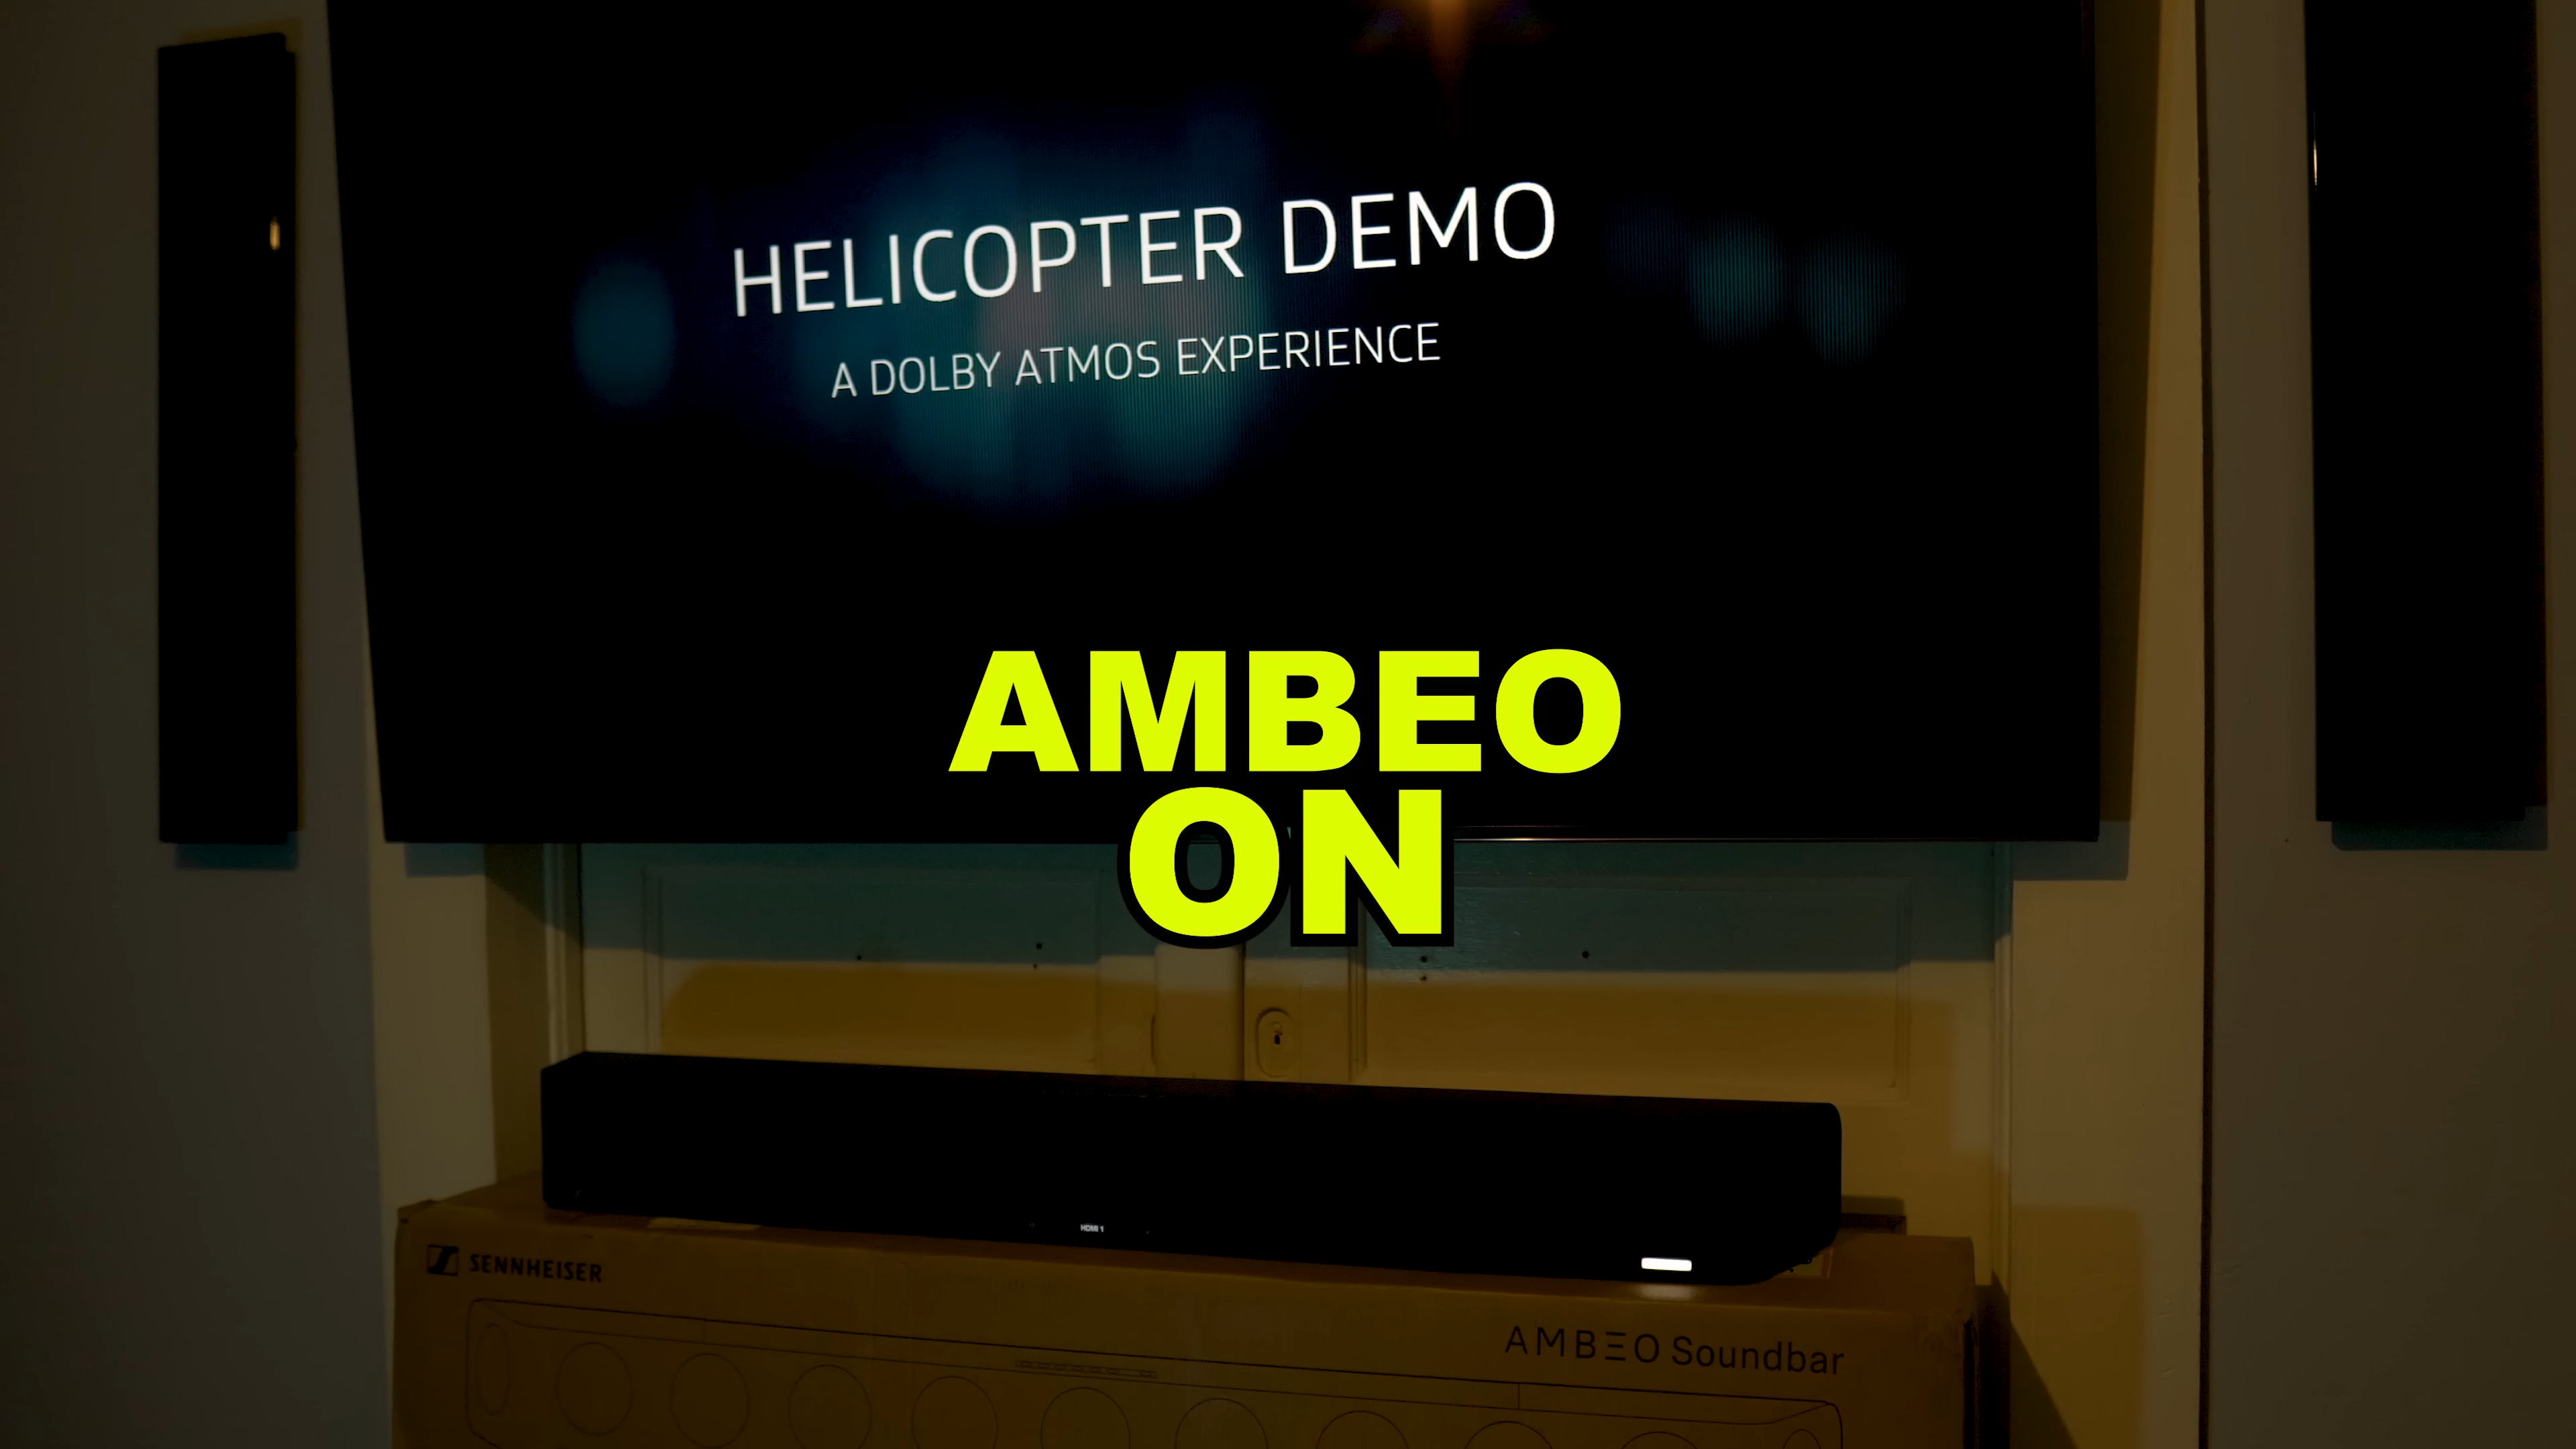 HELICOPTER DEMO
A DOLBY ATMOS EXPERIENCE
AMBEO
ON
HDMI 1
SENNHEISER
AMBEO Soundbar